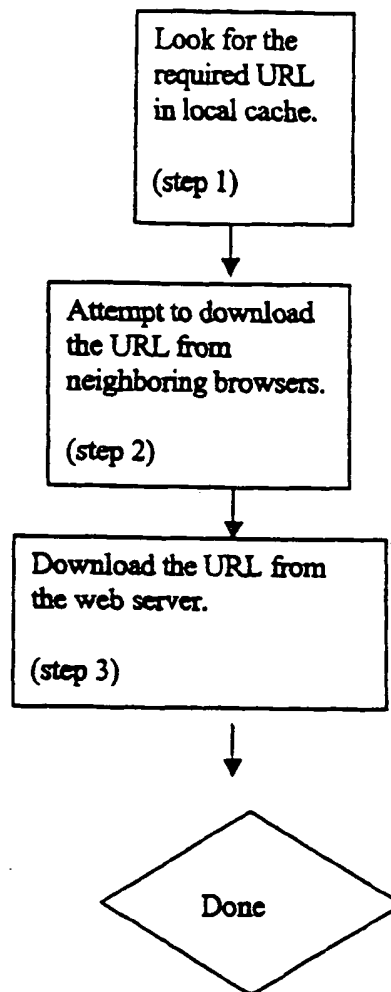 Look for the
required URL
in local cache.
(step 1)
Attempt to download
the URL from
neighboring browsers.
(step 2)
Download the URL from
the web server.
(step 3)
Done